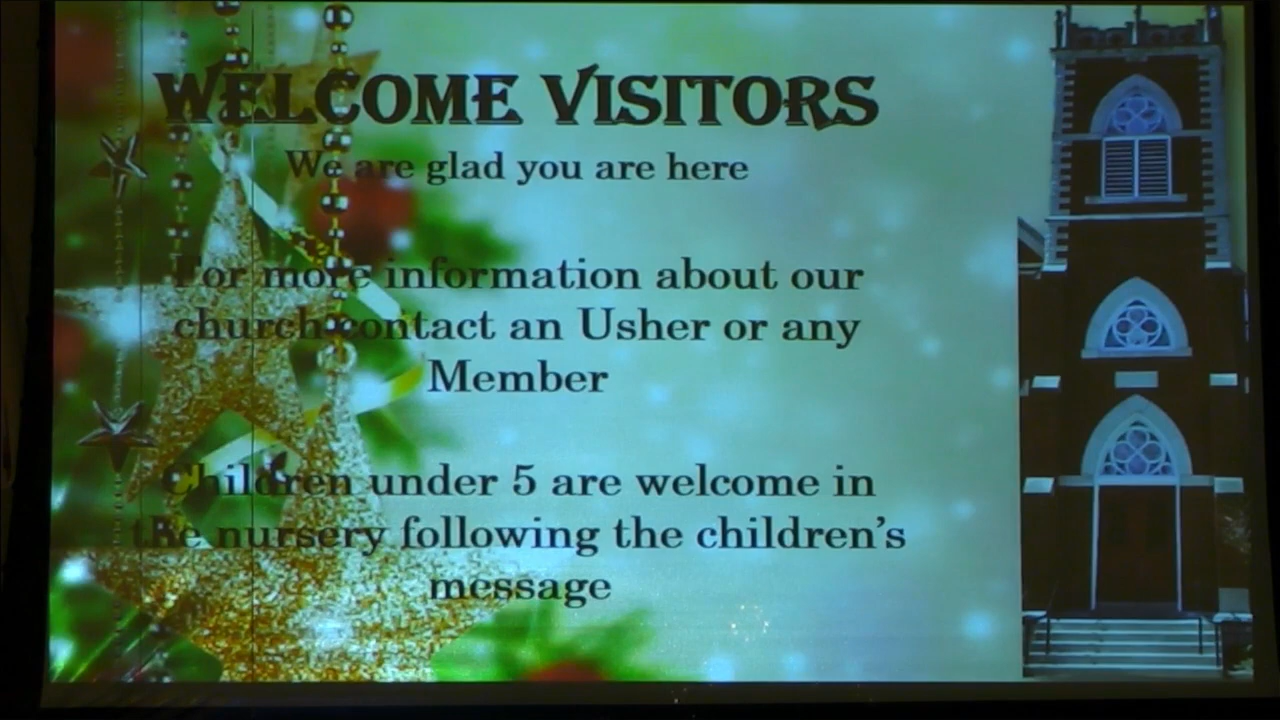 WELCOME VISITORS
We are glad you are here
For more information about our
church contact an Usher or any
Member
Children under 5 are welcome in
the nursery following the children's
message